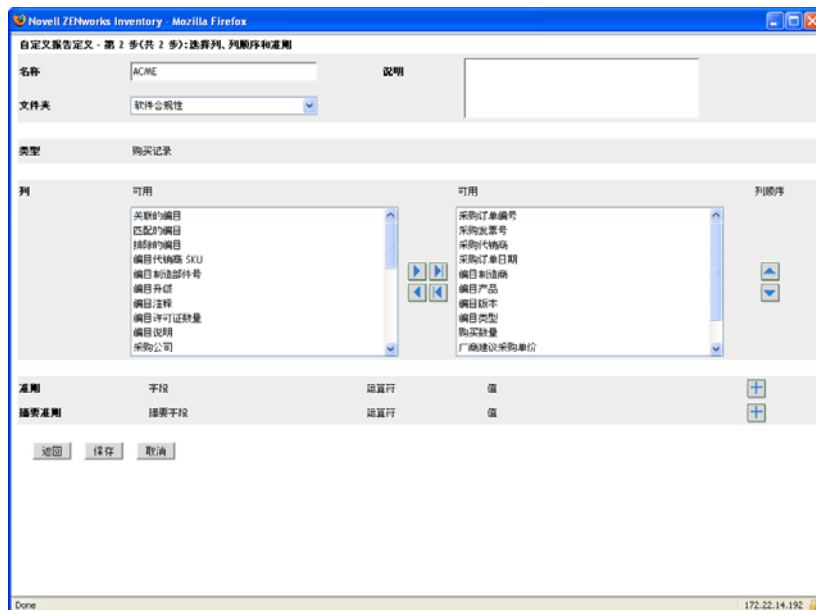 Novell ZENworks Inventory - Mozilla Firefox
自定义报告定义 - 第 2 步(共 2 步):选择列、列顺序和准则
名称 ACME 说明
文件夹 软件合规性
类型 购买记录
列 可用 可用 列顺序
关联的编目
匹配的编目
排除的编目
编目代销商 SKU
编目制造部件号
编目升级
编目注释
编目许可证数量
编目说明
采购公司
采购订单编号
采购发票号
采购代销商
采购订单日期
编目制造商
编目产品
编目版本
编目类型
购买数量
厂商建议采购单价
准则 字段 运算符 值
摘要准则 摘要字段 运算符 值
返回 保存 取消
Done 172.22.14.192